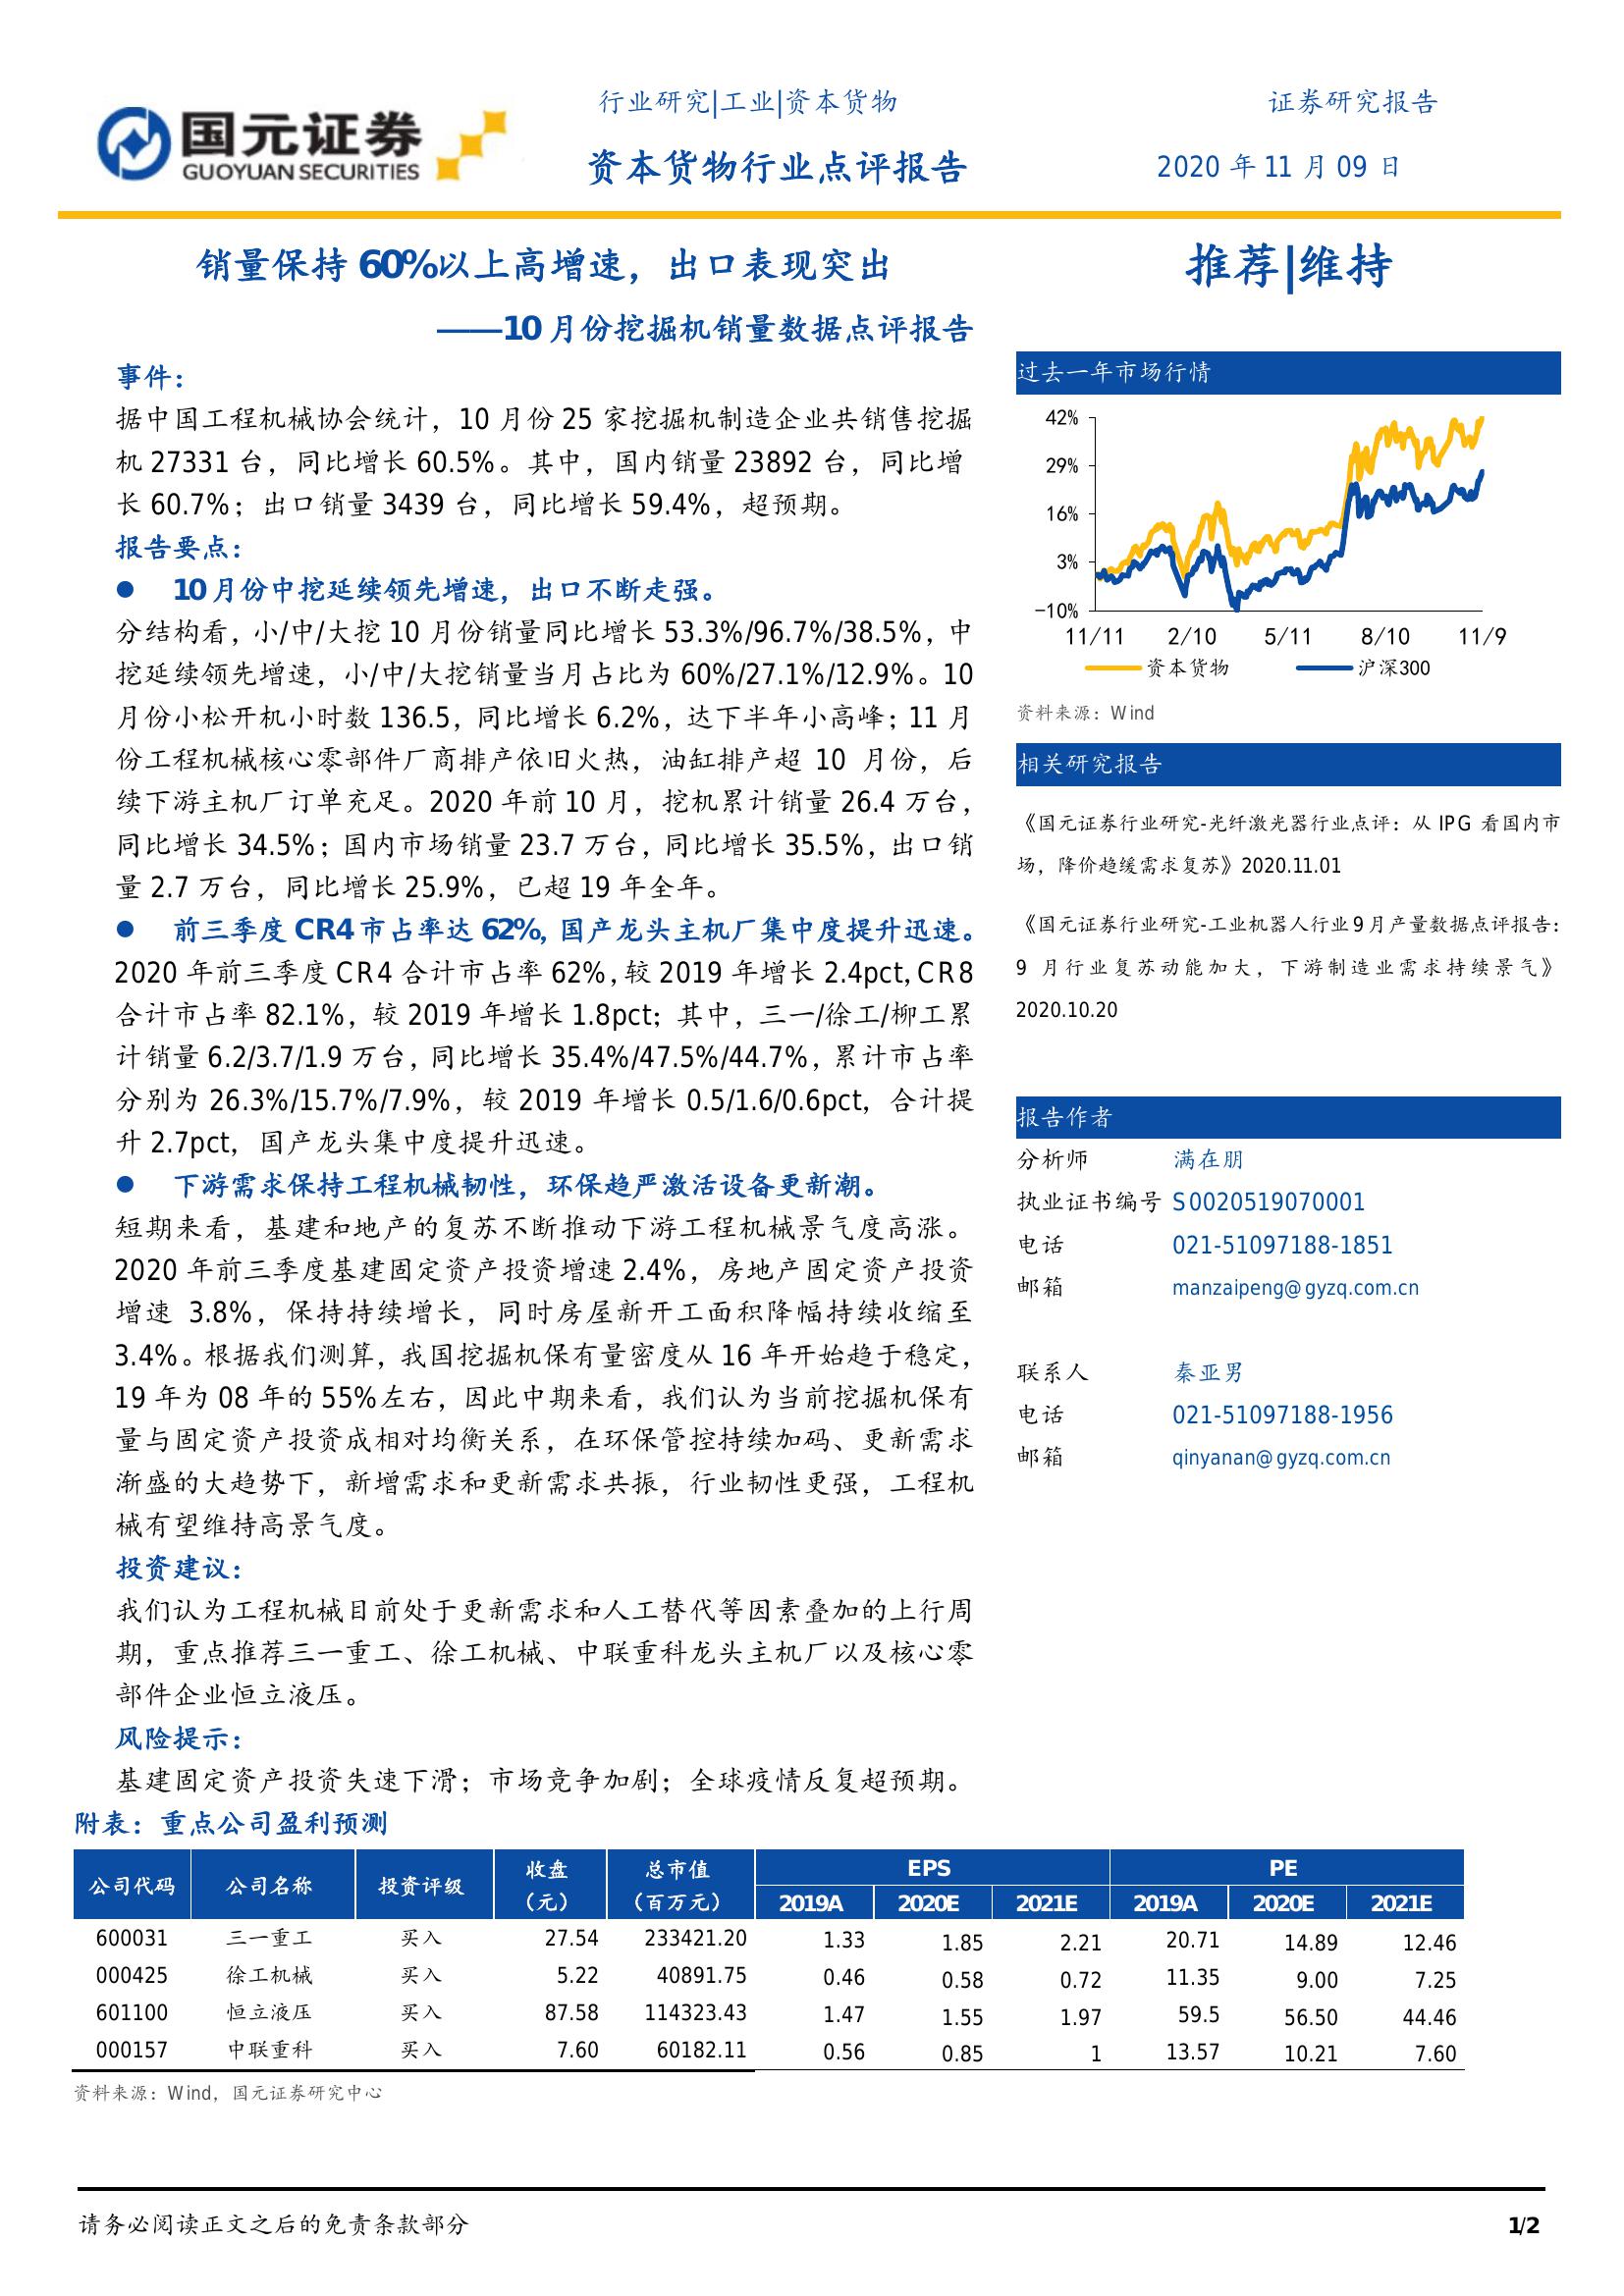 国元证券
GUOYUAN SECURITIES
行业研究|工业|资本货物
证券研究报告
资本货物行业点评报告
2020 年 11 月 09 日
销量保持 60%以上高增速，出口表现突出
——10 月份挖掘机销量数据点评报告
事件：
据中国工程机械协会统计，10 月份 25 家挖掘机制造企业共销售挖掘
机 27331 台，同比增长 60.5%。其中，国内销量 23892 台，同比增
长 60.7%；出口销量 3439 台，同比增长 59.4%，超预期。
报告要点：
● 10 月份中挖延续领先增速，出口不断走强。
分结构看，小/中/大挖 10 月份销量同比增长 53.3%/96.7%/38.5%，中
挖延续领先增速，小/中/大挖销量当月占比为 60%/27.1%/12.9%。10
月份小松开机小时数 136.5，同比增长 6.2%，达下半年小高峰；11 月
份工程机械核心零部件厂商排产依旧火热，油缸排产超 10 月份，后
续下游主机厂订单充足。2020 年前 10 月，挖机累计销量 26.4 万台，
同比增长 34.5%；国内市场销量 23.7 万台，同比增长 35.5%，出口销
量 2.7 万台，同比增长 25.9%，已超 19 年全年。
● 前三季度 CR4 市占率达 62%，国产龙头主机厂集中度提升迅速。
2020 年前三季度 CR4 合计市占率 62%，较 2019 年增长 2.4pct，CR8
合计市占率 82.1%，较 2019 年增长 1.8pct；其中，三一/徐工/柳工累
计销量 6.2/3.7/1.9 万台，同比增长 35.4%/47.5%/44.7%，累计市占率
分别为 26.3%/15.7%/7.9%，较 2019 年增长 0.5/1.6/0.6pct，合计提
升 2.7pct，国产龙头集中度提升迅速。
● 下游需求保持工程机械韧性，环保趋严激活设备更新潮。
短期来看，基建和地产的复苏不断推动下游工程机械景气度高涨。
2020 年前三季度基建固定资产投资增速 2.4%，房地产固定资产投资
增速 3.8%，保持持续增长，同时房屋新开工面积降幅持续收缩至
3.4%。根据我们测算，我国挖掘机保有量密度从 16 年开始趋于稳定，
19 年为 08 年的 55%左右，因此中期来看，我们认为当前挖掘机保有
量与固定资产投资成相对均衡关系，在环保管控持续加码、更新需求
渐盛的大趋势下，新增需求和更新需求共振，行业韧性更强，工程机
械有望维持高景气度。
投资建议：
我们认为工程机械目前处于更新需求和人工替代等因素叠加的上行周
期，重点推荐三一重工、徐工机械、中联重科龙头主机厂以及核心零
部件企业恒立液压。
风险提示：
基建固定资产投资失速下滑；市场竞争加剧；全球疫情反复超预期。
推荐|维持
过去一年市场行情
42%
29%
16%
3%
-10%
11/11 2/10 5/11 8/10 11/9
资本货物 沪深300
资料来源：Wind
相关研究报告
《国元证券行业研究-光纤激光器行业点评：从 IPG 看国内市
场，降价趋缓需求复苏》2020.11.01
《国元证券行业研究-工业机器人行业 9 月产量数据点评报告：
9 月行业复苏动能加大，下游制造业需求持续景气》
2020.10.20
报告作者
分析师 满在朋
执业证书编号 S0020519070001
电话 021-51097188-1851
邮箱 manzaipeng@gyzq.com.cn
联系人 秦亚男
电话 021-51097188-1956
邮箱 qinyanan@gyzq.com.cn
附表：重点公司盈利预测
公司代码 公司名称 投资评级 收盘（元） 总市值（百万元） EPS PE
2019A 2020E 2021E 2019A 2020E 2021E
600031 三一重工 买入 27.54 233421.20 1.33 1.85 2.21 20.71 14.89 12.46
000425 徐工机械 买入 5.22 40891.75 0.46 0.58 0.72 11.35 9.00 7.25
601100 恒立液压 买入 87.58 114323.43 1.47 1.55 1.97 59.5 56.50 44.46
000157 中联重科 买入 7.60 60182.11 0.56 0.85 1 13.57 10.21 7.60
资料来源：Wind，国元证券研究中心
请务必阅读正文之后的免责条款部分
1/2